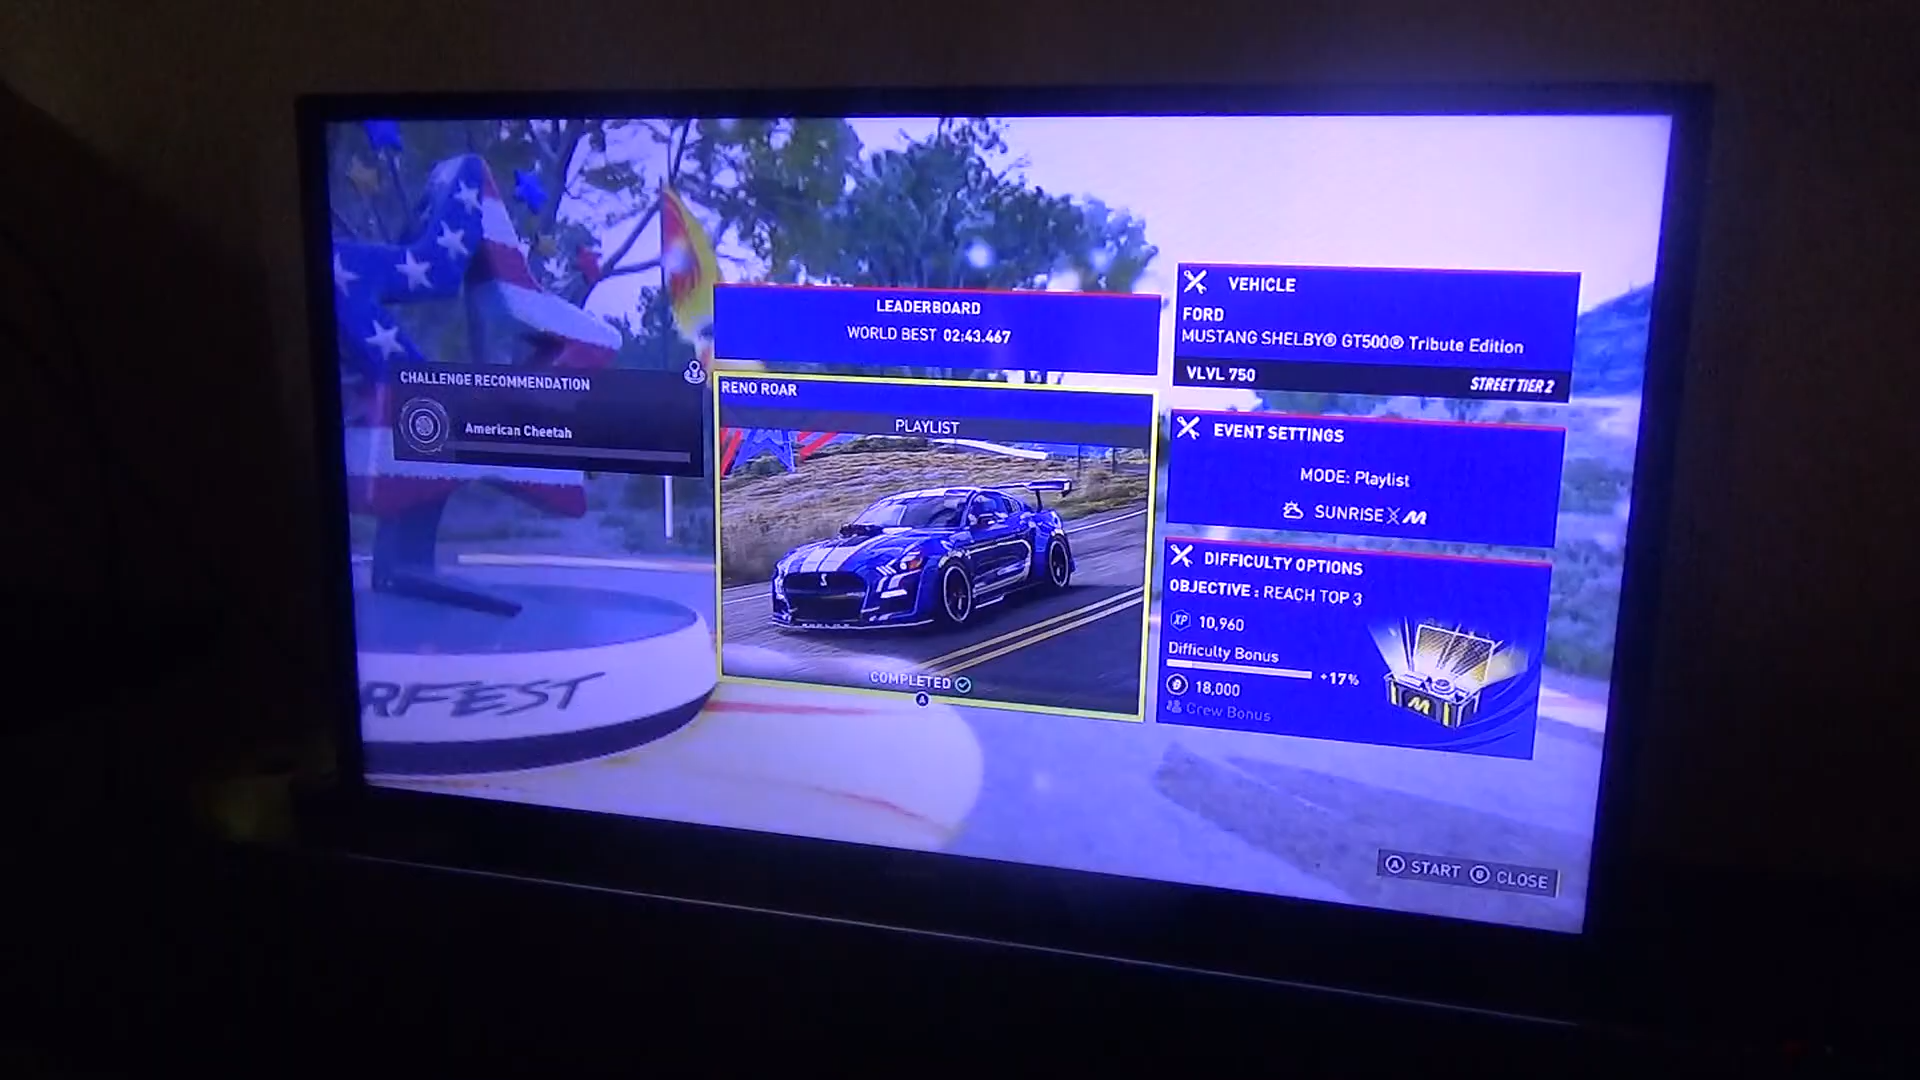 LEADERBOARD
WORLD BEST 02:43.467
CHALLENGE RECOMMENDATION
American Cheetah
RENO ROAR
PLAYLIST
COMPLETED
A
VEHICLE
FORD
MUSTANG SHELBY® GT500® Tribute Edition
VLVL 750
STREET TIER 2
EVENT SETTINGS
MODE: Playlist
SUNRISE
DIFFICULTY OPTIONS
OBJECTIVE : REACH TOP 3
XP 10,960
Difficulty Bonus
+17%
18,000
Crew Bonus
M
RFEST
A START B CLOSE